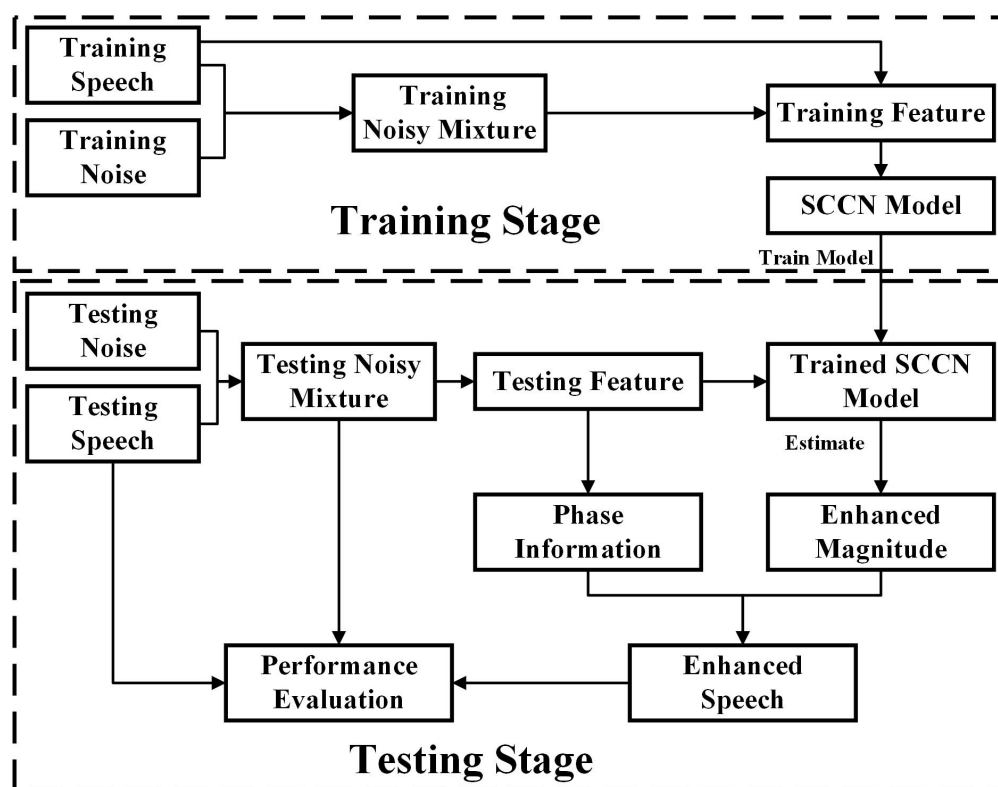 Training
Speech
Training
Noise
Training
Noisy Mixture
Training Feature
SCCN Model
Training Stage
Train Model
Testing
Noise
Testing
Speech
Testing Noisy
Mixture
Testing Feature
Trained SCCN
Model
Estimate
Phase
Information
Enhanced
Magnitude
Performance
Evaluation
Enhanced
Speech
Testing Stage